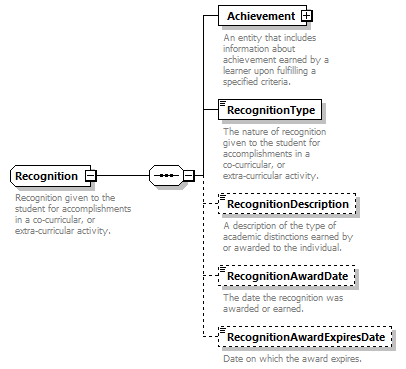 Achievement
An entity that includes
information about
achievement earned by a
learner upon fulfilling a
specified criteria.
RecognitionType
The nature of recognition
given to the student for
accomplishments in a
co-curricular, or
extra-curricular activity.
Recognition
Recognition given to the
student for accomplishments
in a co-curricular, or
extra-curricular activity.
RecognitionDescription
A description of the type of
academic distinctions earned by
or awarded to the individual.
RecognitionAwardDate
The date the recognition was
awarded or earned.
RecognitionAwardExpiresDate
Date on which the award expires.